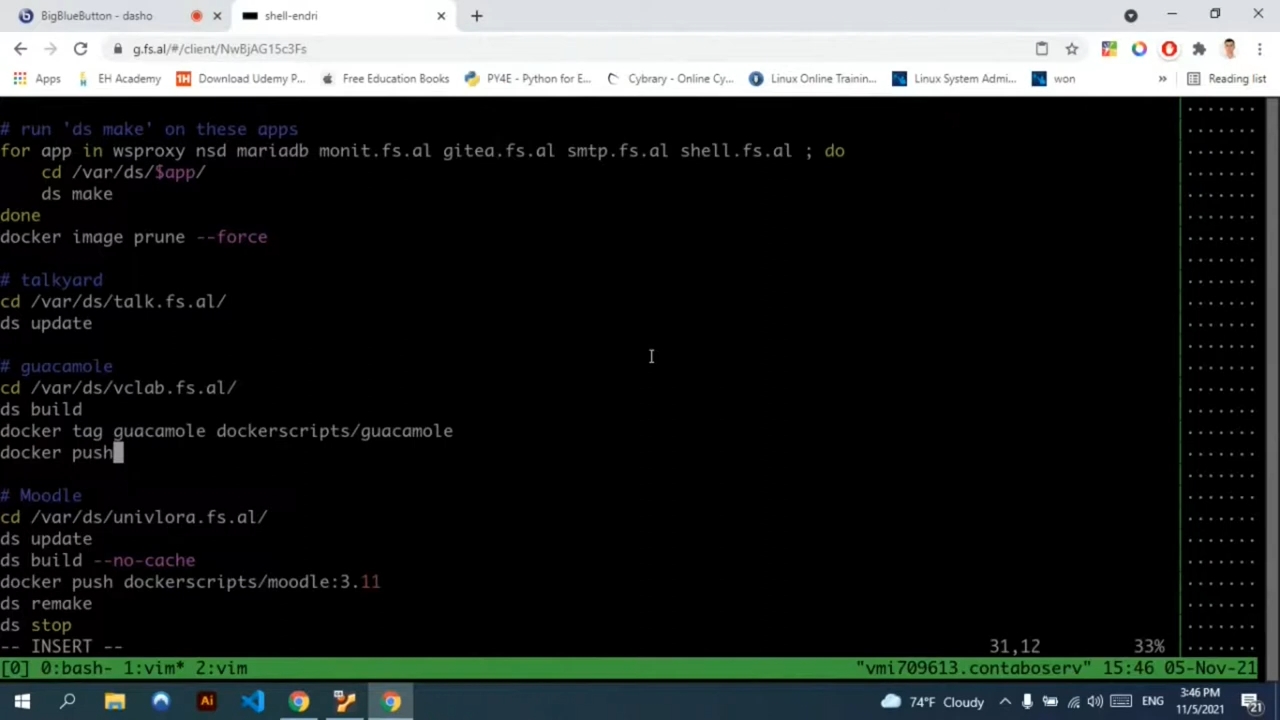 BigBlueButton - dasho
shell-endri
g.fs.al/#/client/NwBjAG15c3Fs
Apps
EH Academy
1H
Download Udemy P...
Free Education Books
PY4E - Python for E...
Cybrary - Online Cy...
Linux Online Trainin...
Linux System Admi...
won
»
Reading list
# run 'ds make' on these apps
for app in wsproxy nsd mariadb monit.fs.al gitea.fs.al smtp.fs.al shell.fs.al ; do
cd /var/ds/$app/
ds make
done
docker image prune --force
# talkyard
cd /var/ds/talk.fs.al/
ds update
# guacamole
cd /var/ds/vclab.fs.al/
ds build
docker tag guacamole dockerscripts/guacamole
docker push
# Moodle
cd /var/ds/univlora.fs.al/
ds update
ds build --no-cache
docker push dockerscripts/moodle:3.11
ds remake
ds stop
-- INSERT -- 31,12 33%
[0] 0:bash- 1:vim* 2:vim "vmi709613.contaboserv" 15:46 05-Nov-21
Ai
74°F Cloudy
ENG
3:46 PM
11/5/2021
21